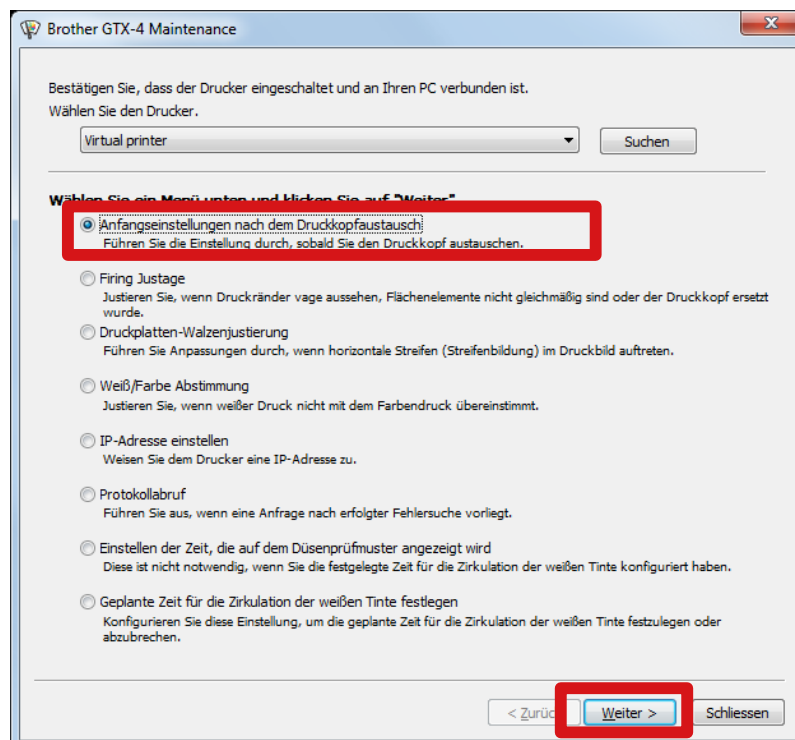 Brother GTX-4 Maintenance
Bestätigen Sie, dass der Drucker eingeschaltet und an Ihren PC verbunden ist.
Wählen Sie den Drucker.
Virtual printer
Suchen
Wählen Sie ein Menü unten und klicken Sie auf "Weiter"
Anfangseinstellungen nach dem Druckkopfaustausch
Führen Sie die Einstellung durch, sobald Sie den Druckkopf austauschen.
Firing Justage
Justieren Sie, wenn Druckränder vage aussehen, Flächenelemente nicht gleichmäßig sind oder der Druckkopf ersetzt
wurde.
Druckplatten-Walzenjustierung
Führen Sie Anpassungen durch, wenn horizontale Streifen (Streifenbildung) im Druckbild auftreten.
Weiß/Farbe Abstimmung
Justieren Sie, wenn weißer Druck nicht mit dem Farbendruck übereinstimmt.
IP-Adresse einstellen
Weisen Sie dem Drucker eine IP-Adresse zu.
Protokollabruf
Führen Sie aus, wenn eine Anfrage nach erfolgter Fehlersuche vorliegt.
Einstellen der Zeit, die auf dem Düsenprüfmuster angezeigt wird
Diese ist nicht notwendig, wenn Sie die festgelegte Zeit für die Zirkulation der weißen Tinte konfiguriert haben.
Geplante Zeit für die Zirkulation der weißen Tinte festlegen
Konfigurieren Sie diese Einstellung, um die geplante Zeit für die Zirkulation der weißen Tinte festzulegen oder
abzubrechen.
< Zurüc Weiter > Schliessen